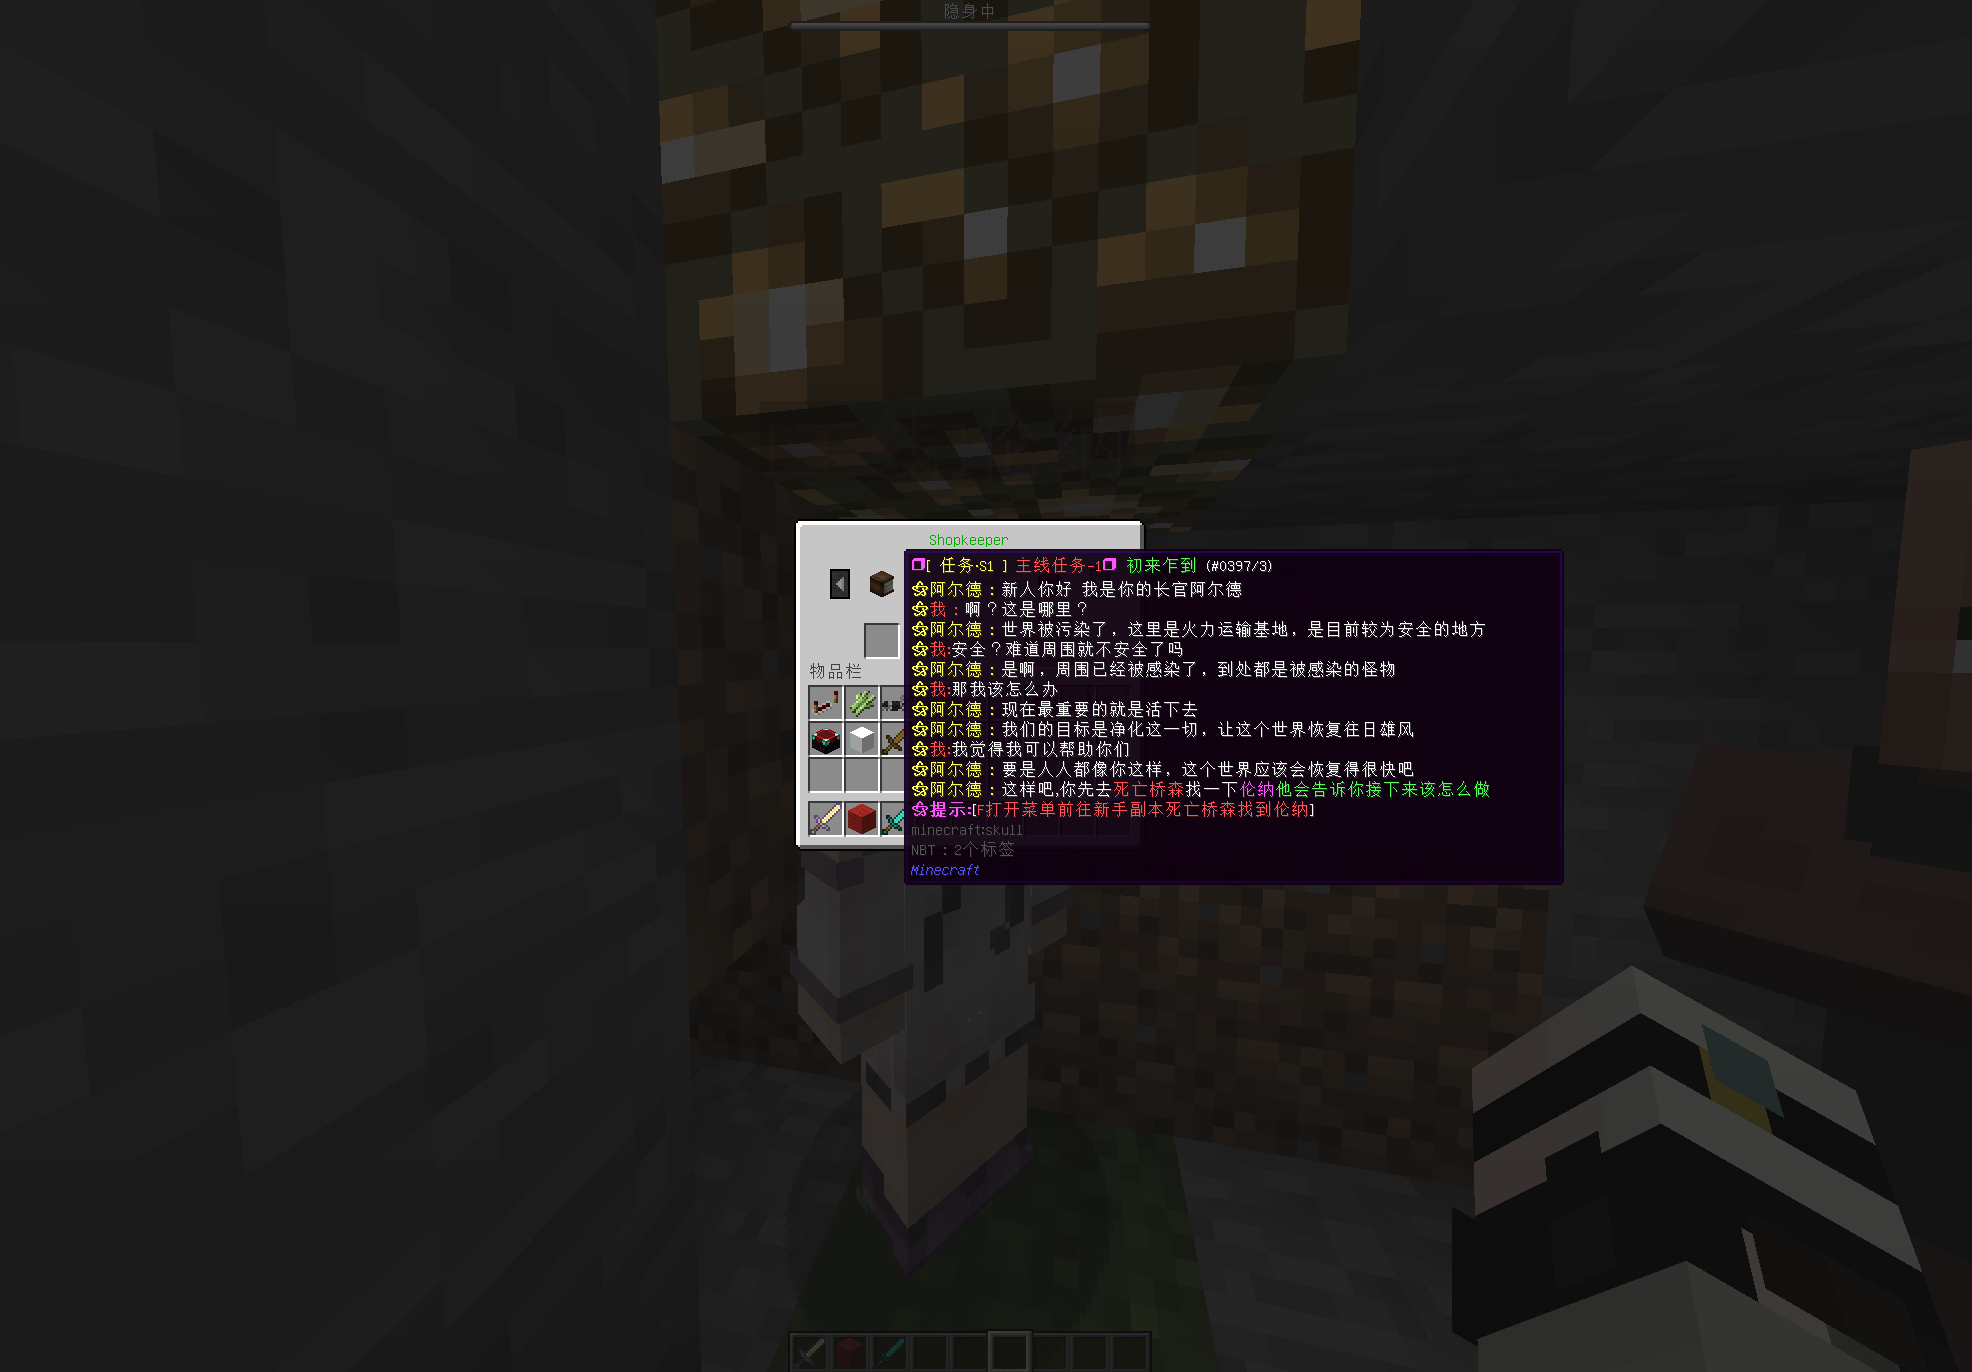 隐身中
Shopkeeper
[ 任务·S1 ] 主线任务-1 初来乍到 (#0397/3)
阿尔德：新人你好 我是你的长官阿尔德
我：啊？这是哪里？
阿尔德：世界被污染了，这里是火力运输基地，是目前较为安全的地方
我:安全？难道周围就不安全了吗
阿尔德：是啊，周围已经被感染了，到处都是被感染的怪物
我:那我该怎么办
阿尔德：现在最重要的就是活下去
阿尔德：我们的目标是净化这一切，让这个世界恢复往日雄风
我:我觉得我可以帮助你们
阿尔德：要是人人都像你这样，这个世界应该会恢复得很快吧
阿尔德：这样吧,你先去死亡桥森找一下伦纳他会告诉你接下来该怎么做
提示:[F打开菜单前往新手副本死亡桥森找到伦纳]
minecraft:skull
NBT：2个标签
Minecraft
物品栏